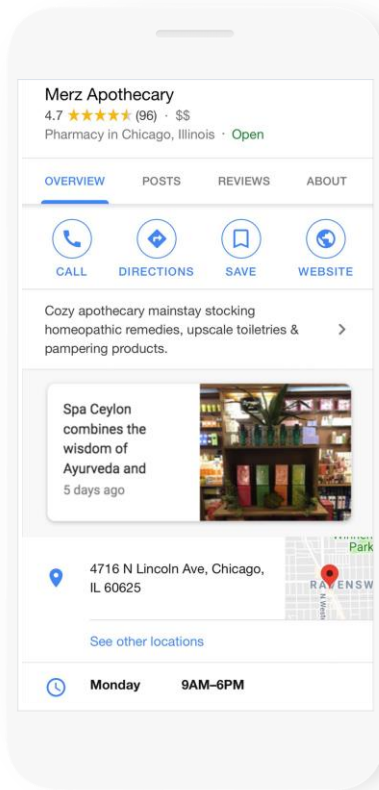 Merz Apothecary
4.7 ★★★★★ (96) · $$
Pharmacy in Chicago, Illinois · Open
OVERVIEW POSTS REVIEWS ABOUT
CALL DIRECTIONS SAVE WEBSITE
Cozy apothecary mainstay stocking
homeopathic remedies, upscale toiletries &
pampering products.
Spa Ceylon
combines the
wisdom of
Ayurveda and
5 days ago
Park
4716 N Lincoln Ave, Chicago,
IL 60625
RAVENSW
N West
See other locations
Monday 9AM–6PM